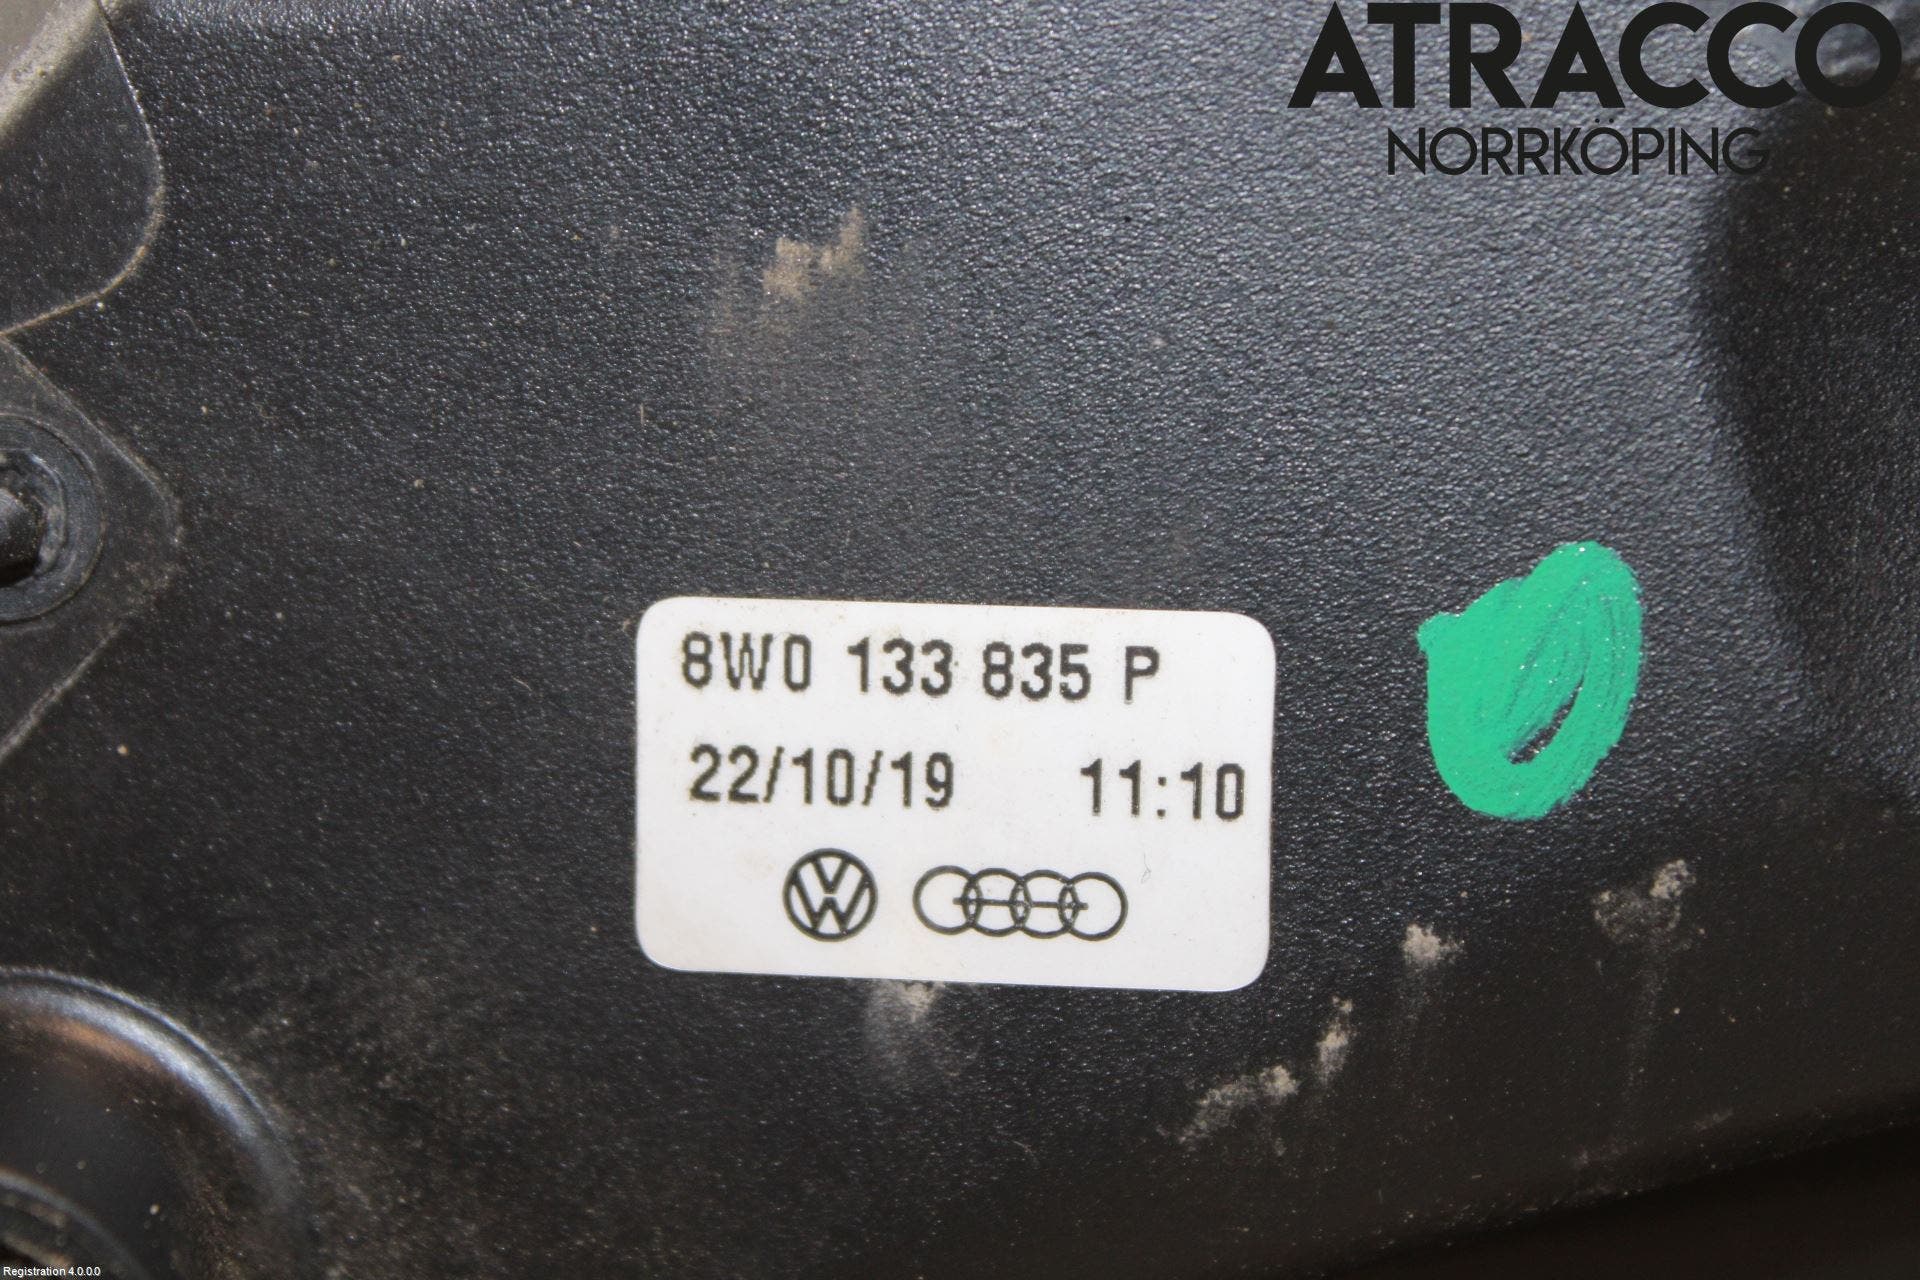 ATRACCO
NORRKÖPING
8W0 133 835 P
22/10/19 11:10
Registration 4.0.0.0